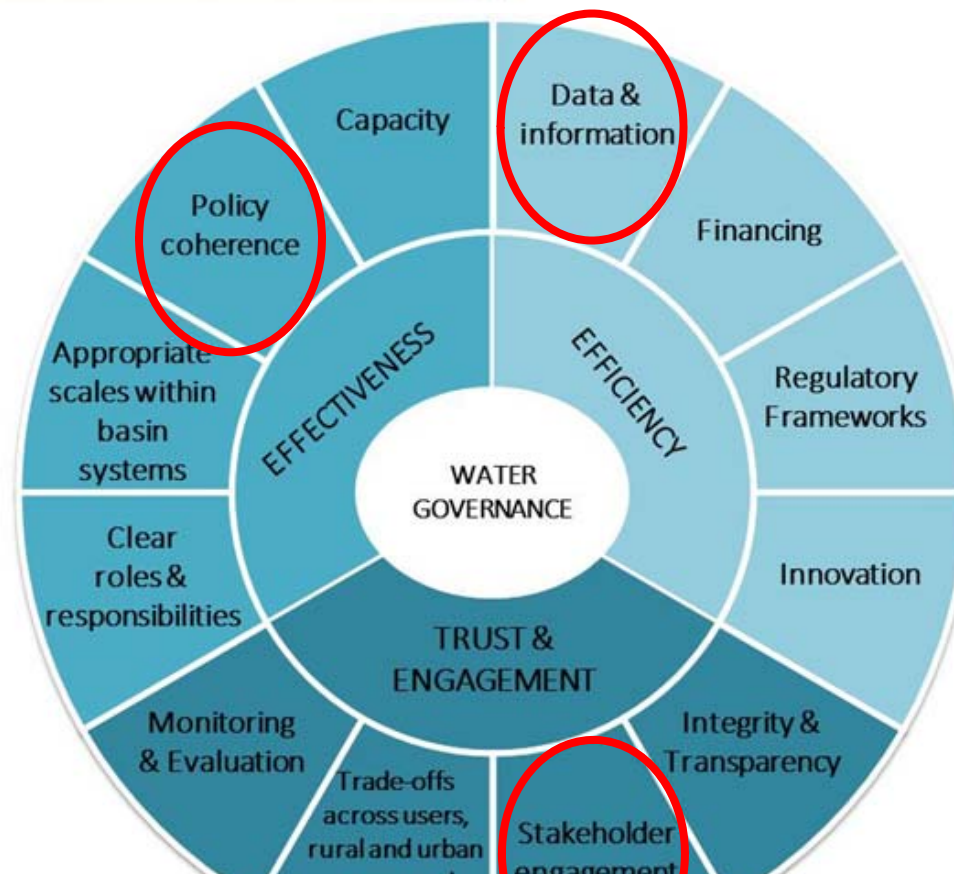 Capacity
Data &
information
Policy
coherence
Financing
Appropriate
scales within
basin
systems
EFFECTIVENESS
EFFICIENCY
Regulatory
Frameworks
WATER
GOVERNANCE
Clear
roles &
responsibilities
Innovation
TRUST &
ENGAGEMENT
Monitoring
& Evaluation
Integrity &
Transparency
Trade-offs
across users,
rural and urban
Stakeholder
engagement